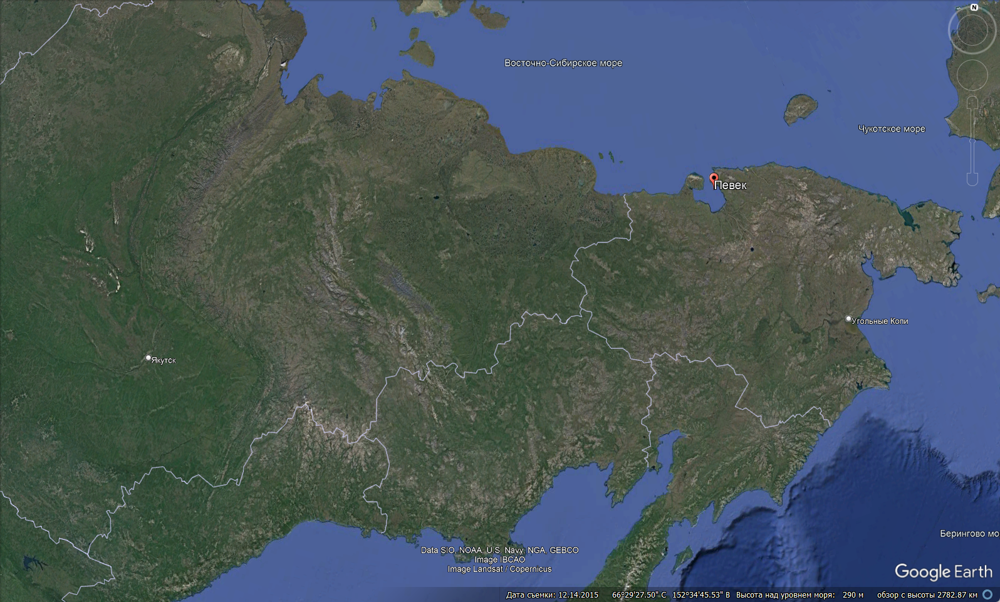 N
Восточно-Сибирское море
Чукотское море
Певек
Угольные Копи
Якутск
Берингово мо
Data SIO, NOAA, U.S. Navy, NGA, GEBCO
Image IBCAO
Image Landsat / Copernicus
Google Earth
Дата съемки: 12.14.2015 66°29'27.50" С 152°34'45.53" В Высота над уровнем моря: 290 м обзор с высоты 2782.87 км